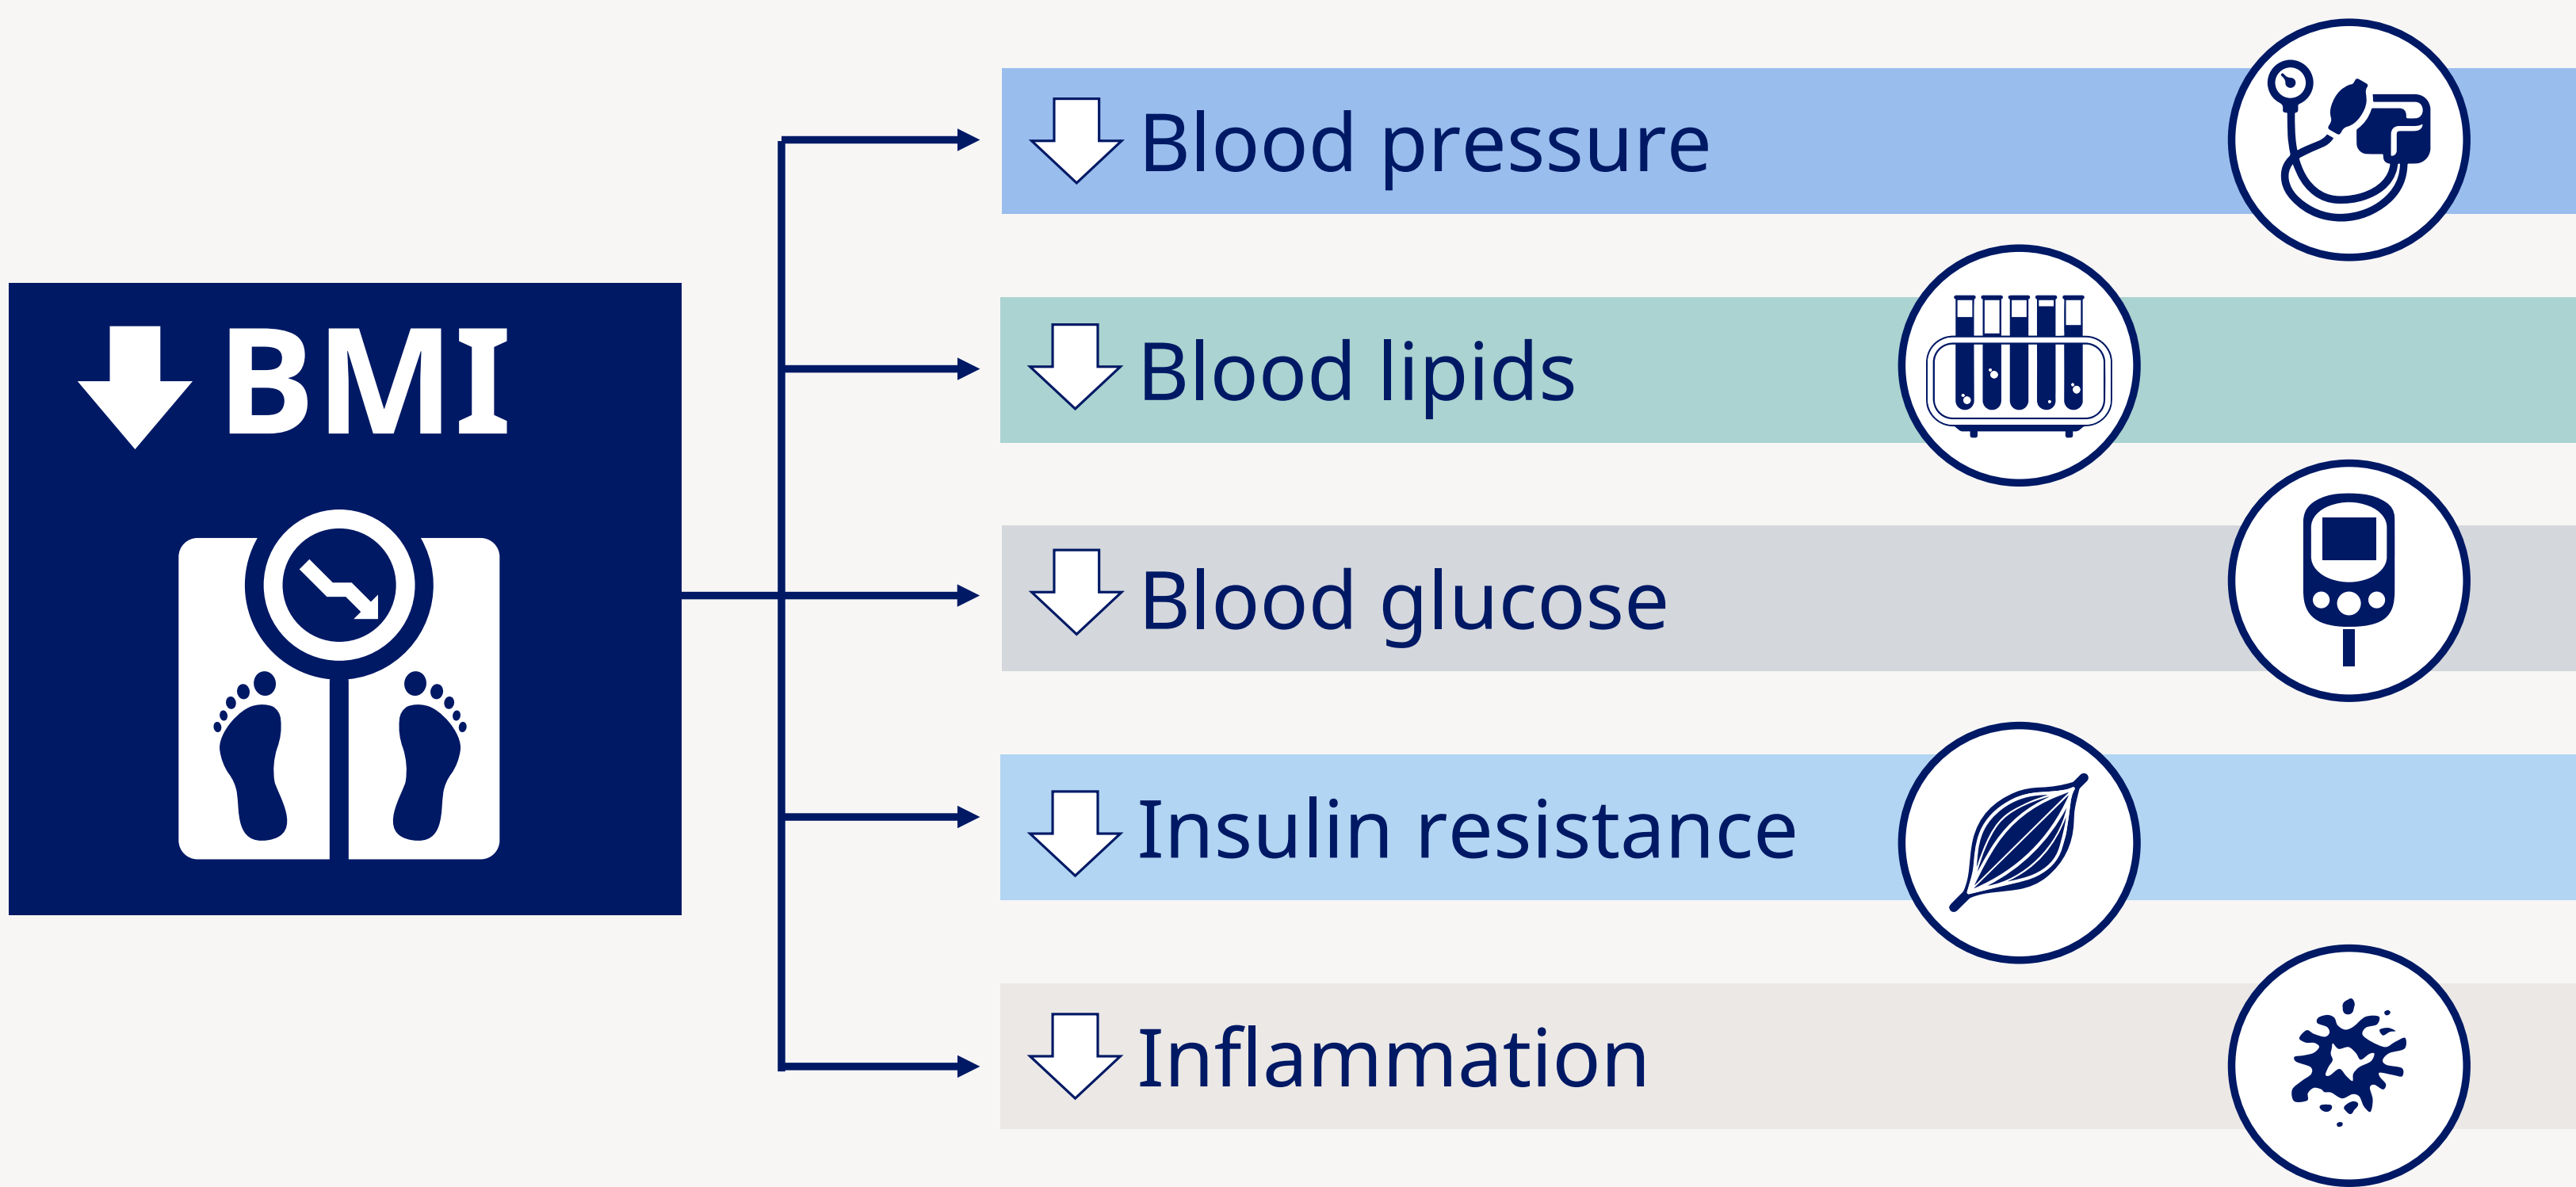 BMI
Blood pressure
Blood lipids
Blood glucose
Insulin resistance
Inflammation